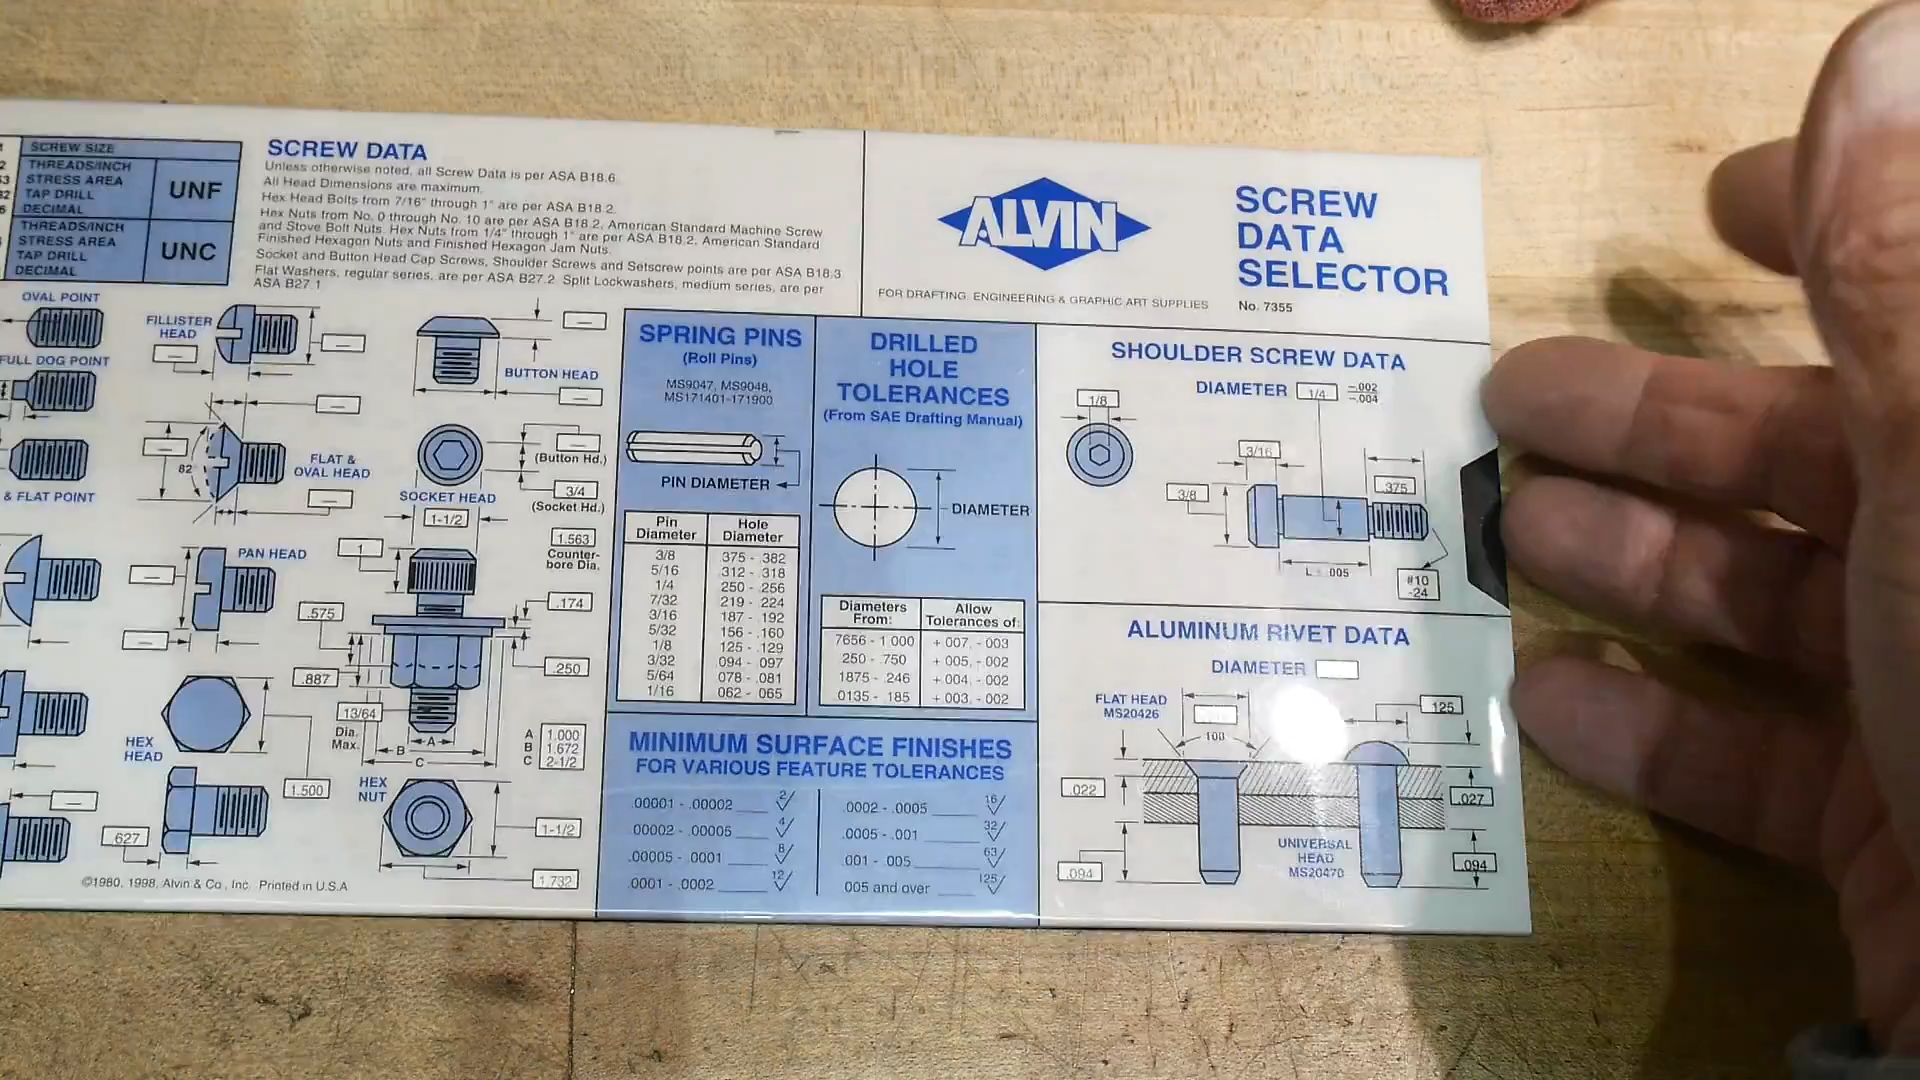 SCREW SIZE
THREADS/INCH
STRESS AREA
TAP DRILL
DECIMAL
UNF
THREADS/INCH
STRESS AREA
TAP DRILL
DECIMAL
UNC
SCREW DATA
Unless otherwise noted, all Screw Data is per ASA B18.6.
All Head Dimensions are maximum.
Hex Head Bolts from 7/16" through 1" are per ASA B18.2.
Hex Nuts from No. 0 through No. 10 are per ASA B18.2, American Standard Machine Screw
and Stove Bolt Nuts. Hex Nuts from 1/4" through 1" are per ASA B18.2, American Standard
Finished Hexagon Nuts and Finished Hexagon Jam Nuts.
Socket and Button Head Cap Screws, Shoulder Screws and Setscrew points are per ASA B18.3
Flat Washers, regular series, are per ASA B27.2 Split Lockwashers, medium series, are per
ASA B27.1
ALVIN
FOR DRAFTING, ENGINEERING & GRAPHIC ART SUPPLIES
SCREW
DATA
SELECTOR
No. 7355
OVAL POINT
FULL DOG POINT
& FLAT POINT
FILLISTER
HEAD
82
FLAT &
OVAL HEAD
PAN HEAD
HEX
HEAD
1.500
.627
BUTTON HEAD
(Button Hd.)
3/4
(Socket Hd.)
SOCKET HEAD
1-1/2
1.563
Counter-
bore Dia.
1
.174
.575
.250
.887
13/64
Dia.
Max.
A
B
C
A 1.000
B 1.672
C 2-1/2
HEX
NUT
1-1/2
1.732
©1980, 1998, Alvin & Co., Inc. Printed in U.S.A
SPRING PINS
(Roll Pins)
MS9047, MS9048,
MS171401-171900
PIN DIAMETER
Pin Diameter Hole Diameter
3/8 .375 - .382
5/16 .312 - .318
1/4 .250 - .256
7/32 .219 - .224
3/16 .187 - .192
5/32 .156 - .160
1/8 .125 - .129
3/32 .094 - .097
5/64 .078 - .081
1/16 .062 - .065
DRILLED
HOLE
TOLERANCES
(From SAE Drafting Manual)
DIAMETER
Diameters From: Allow Tolerances of:
.7656 - 1.000 +.007, -.003
.250 - .750 +.005, -.002
.1875 - .246 +.004, -.002
.0135 - .185 +.003, -.002
MINIMUM SURFACE FINISHES
FOR VARIOUS FEATURE TOLERANCES
.00001 - .00002 2
.00002 - .00005 4
.00005 - .0001 8
.0001 - .0002 12
.0002 - .0005 16
.0005 - .001 32
.001 - .005 63
.005 and over 125
SHOULDER SCREW DATA
DIAMETER 1/4 -.002
-.004
1/8
3/16
3/8
.375
#10
-24
ALUMINUM RIVET DATA
DIAMETER
FLAT HEAD
MS20426
100
.125
.022
.027
UNIVERSAL
HEAD
MS20470
.094
.094